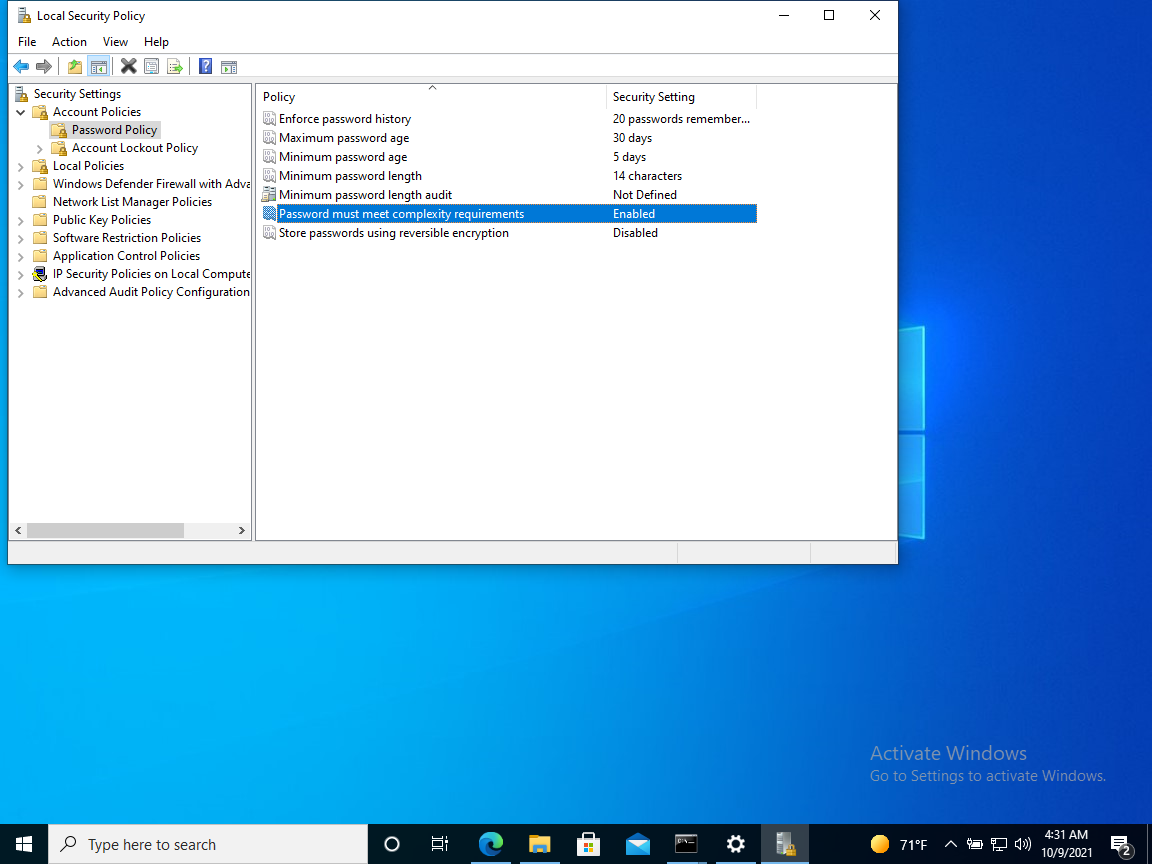 Local Security Policy
File Action View Help
Security Settings
Account Policies
Password Policy
Account Lockout Policy
Local Policies
Windows Defender Firewall with Adva
Network List Manager Policies
Public Key Policies
Software Restriction Policies
Application Control Policies
IP Security Policies on Local Compute
Advanced Audit Policy Configuration
Policy Security Setting
Enforce password history 20 passwords remember...
Maximum password age 30 days
Minimum password age 5 days
Minimum password length 14 characters
Minimum password length audit Not Defined
Password must meet complexity requirements Enabled
Store passwords using reversible encryption Disabled
Activate Windows
Go to Settings to activate Windows.
Type here to search
71°F
4:31 AM
10/9/2021
2